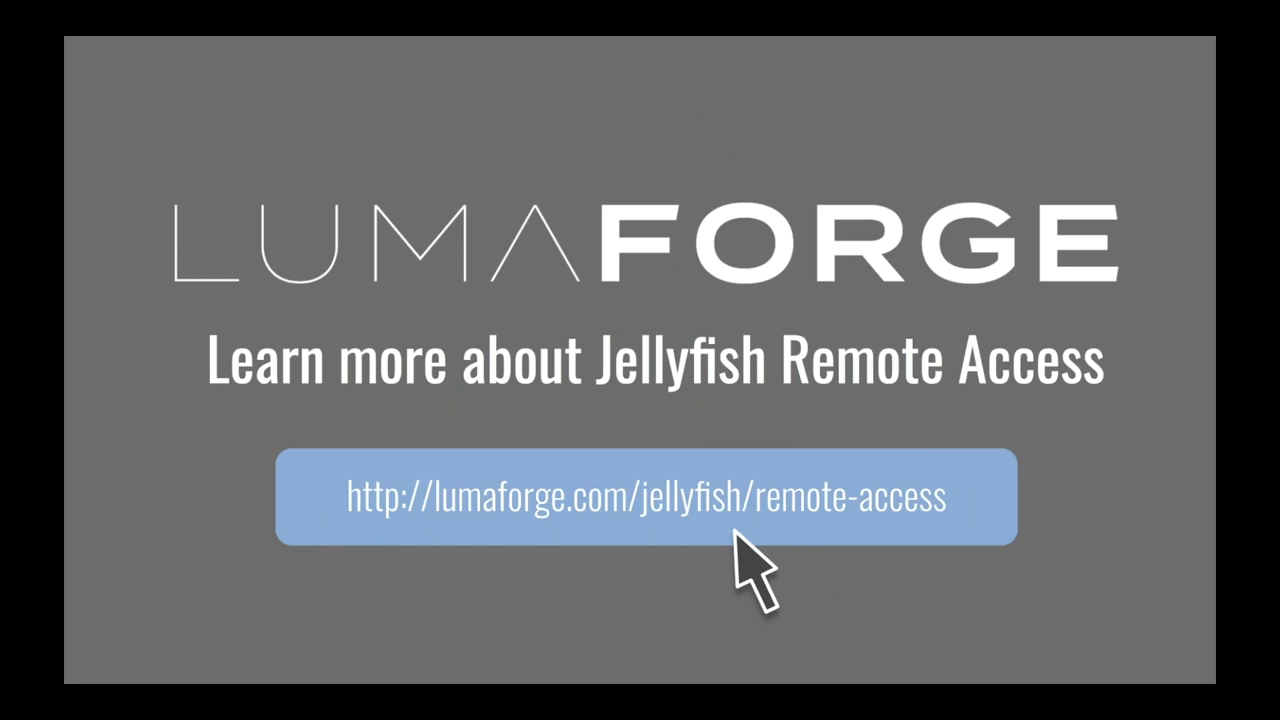 LUMAFORGE
Learn more about Jellyfish Remote Access
http://lumaforge.com/jellyfish/remote-access